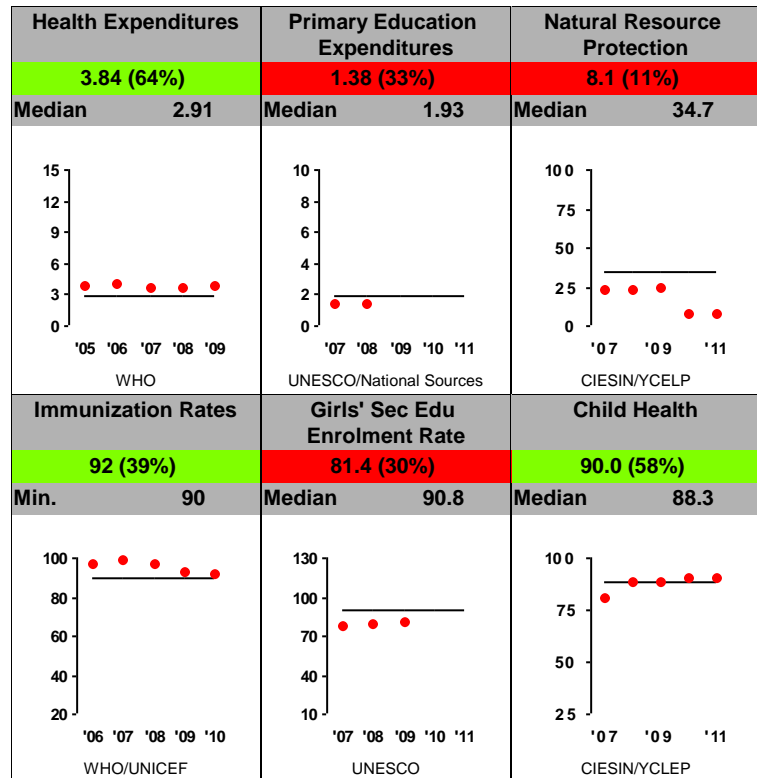 Health Expenditures
3.84 (64%)
Median 2.91
15
12
9
6
3
0
'05 '06 '07 '08 '09
WHO
Primary Education
Expenditures
1.38 (33%)
Median 1.93
10
8
6
4
2
0
'07 '08 '09 '10 '11
UNESCO/National Sources
Natural Resource
Protection
8.1 (11%)
Median 34.7
100
75
50
25
0
'07 '09 '11
CIESIN/YCELP
Immunization Rates
92 (39%)
Min. 90
100
80
60
40
20
'06 '07 '08 '09 '10
WHO/UNICEF
Girls' Sec Edu
Enrolment Rate
81.4 (30%)
Median 90.8
130
100
70
40
10
'07 '08 '09 '10 '11
UNESCO
Child Health
90.0 (58%)
Median 88.3
100
75
50
25
'07 '09 '11
CIESIN/YCLEP